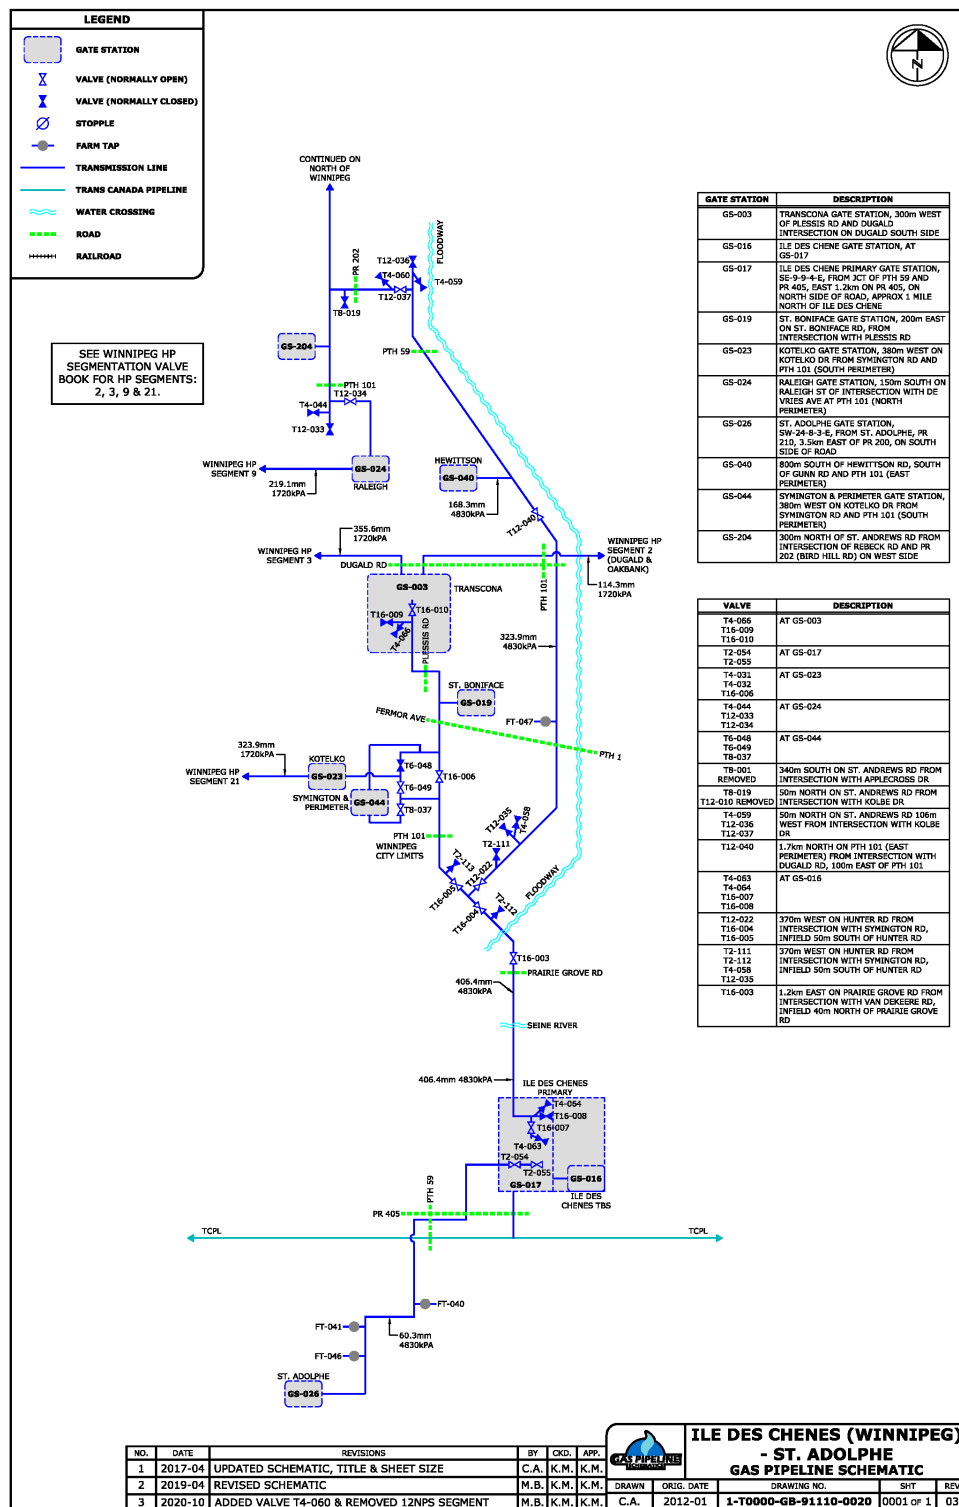 LEGEND
GATE STATION
VALVE (NORMALLY OPEN)
VALVE (NORMALLY CLOSED)
STOPPLE
FARM TAP
TRANSMISSION LINE
TRANS CANADA PIPELINE
WATER CROSSING
ROAD
RAILROAD
N
SEE WINNIPEG HP
SEGMENTATION VALVE
BOOK FOR HP SEGMENTS:
2, 3, 9 & 21.
CONTINUED ON
NORTH OF
WINNIPEG
PR 202
T12-036
T4-060
T4-059
T12-037
T8-019
FLOODWAY
GS-204
PTH 59
PTH 101
T12-034
T4-044
T12-033
WINNIPEG HP
SEGMENT 9
GS-024
RALEIGH
219.1mm
1720kPA
HEWITTSON
GS-040
168.3mm
4830kPA
T12-040
355.6mm
1720kPA
WINNIPEG HP
SEGMENT 3
DUGALD RD
WINNIPEG HP
SEGMENT 2
(DUGALD &
OAKBANK)
114.3mm
1720kPA
PTH 101
GS-003
TRANSCONA
T16-010
T16-009
T4-066
PLESSIS RD
323.9mm
4830kPA
ST. BONIFACE
GS-019
FERMOR AVE
FT-047
PTH 1
323.9mm
1720kPA
WINNIPEG HP
SEGMENT 21
KOTELKO
GS-023
SYMINGTON &
PERIMETER
GS-044
T6-048
T6-049
T8-037
T16-006
PTH 101
WINNIPEG
CITY LIMITS
T12-035
T4-058
T2-111
T2-113
T12-022
T16-005
T16-004
T2-112
FLOODWAY
T16-003
PRAIRIE GROVE RD
406.4mm
4830kPA
SEINE RIVER
406.4mm 4830kPA
ILE DES CHENES
PRIMARY
T4-064
T16-008
T16-007
T4-063
T2-054
T2-055
GS-017
GS-016
ILE DES
CHENES TBS
PTH 59
PR 405
TCPL
TCPL
FT-040
FT-041
60.3mm
4830kPA
FT-046
ST. ADOLPHE
GS-026
GATE STATION DESCRIPTION
GS-003 TRANSCONA GATE STATION, 300m WEST
OF PLESSIS RD AND DUGALD
INTERSECTION ON DUGALD SOUTH SIDE
GS-016 ILE DES CHENE GATE STATION, AT
GS-017
GS-017 ILE DES CHENE PRIMARY GATE STATION,
SE-9-9-4-E, FROM JCT OF PTH 59 AND
PR 405, EAST 1.2km ON PR 405, ON
NORTH SIDE OF ROAD, APPROX 1 MILE
NORTH OF ILE DES CHENE
GS-019 ST. BONIFACE GATE STATION, 200m EAST
ON ST. BONIFACE RD, FROM
INTERSECTION WITH PLESSIS RD
GS-023 KOTELKO GATE STATION, 380m WEST ON
KOTELKO DR FROM SYMINGTON RD AND
PTH 101 (SOUTH PERIMETER)
GS-024 RALEIGH GATE STATION, 150m SOUTH ON
RALEIGH ST OF INTERSECTION WITH DE
VRIES AVE AT PTH 101 (NORTH
PERIMETER)
GS-026 ST. ADOLPHE GATE STATION,
SW-24-8-3-E, FROM ST. ADOLPHE, PR
210, 3.5km EAST OF PR 200, ON SOUTH
SIDE OF ROAD
GS-040 800m SOUTH OF HEWITTSON RD, SOUTH
OF GUNN RD AND PTH 101 (EAST
PERIMETER)
GS-044 SYMINGTON & PERIMETER GATE STATION,
380m WEST ON KOTELKO DR FROM
SYMINGTON RD AND PTH 101 (SOUTH
PERIMETER)
GS-204 300m NORTH OF ST. ANDREWS RD FROM
INTERSECTION OF REBECK RD AND PR
202 (BIRD HILL RD) ON WEST SIDE
VALVE DESCRIPTION
T4-066 AT GS-003
T16-009
T16-010
T2-054 AT GS-017
T2-055
T4-031 AT GS-023
T4-032
T16-006
T4-044 AT GS-024
T12-033
T12-034
T6-048 AT GS-044
T6-049
T8-037
T8-001 340m SOUTH ON ST. ANDREWS RD FROM
REMOVED INTERSECTION WITH APPLECROSS DR
T8-019 50m NORTH ON ST. ANDREWS RD FROM
T12-010 REMOVED INTERSECTION WITH KOLBE DR
T4-059 50m NORTH ON ST. ANDREWS RD 106m
T12-036 WEST FROM INTERSECTION WITH KOLBE
T12-037 DR
T12-040 1.7km NORTH ON PTH 101 (EAST
PERIMETER) FROM INTERSECTION WITH
DUGALD RD, 100m EAST OF PTH 101
T4-063 AT GS-016
T4-064
T16-007
T16-008
T12-022 370m WEST ON HUNTER RD FROM
T16-004 INTERSECTION WITH SYMINGTON RD,
T16-005 INFIELD 50m SOUTH OF HUNTER RD
T2-111 370m WEST ON HUNTER RD FROM
T2-112 INTERSECTION WITH SYMINGTON RD,
T4-058 INFIELD 50m SOUTH OF HUNTER RD
T12-035
T16-003 1.2km EAST ON PRAIRIE GROVE RD FROM
INTERSECTION WITH VAN DEKEERE RD,
INFIELD 40m NORTH OF PRAIRIE GROVE
RD
NO. DATE REVISIONS BY CKD. APP.
1 2017-04 UPDATED SCHEMATIC, TITLE & SHEET SIZE C.A. K.M. K.M.
2 2019-04 REVISED SCHEMATIC M.B. K.M. K.M.
3 2020-10 ADDED VALVE T4-060 & REMOVED 12NPS SEGMENT M.B. K.M. K.M.
GAS PIPELINE
ILE DES CHENES (WINNIPEG)
- ST. ADOLPHE
GAS PIPELINE SCHEMATIC
DRAWN ORIG. DATE DRAWING NO. SHT REV
C.A. 2012-01 1-T0000-GB-91110-0020 0001 OF 1 03